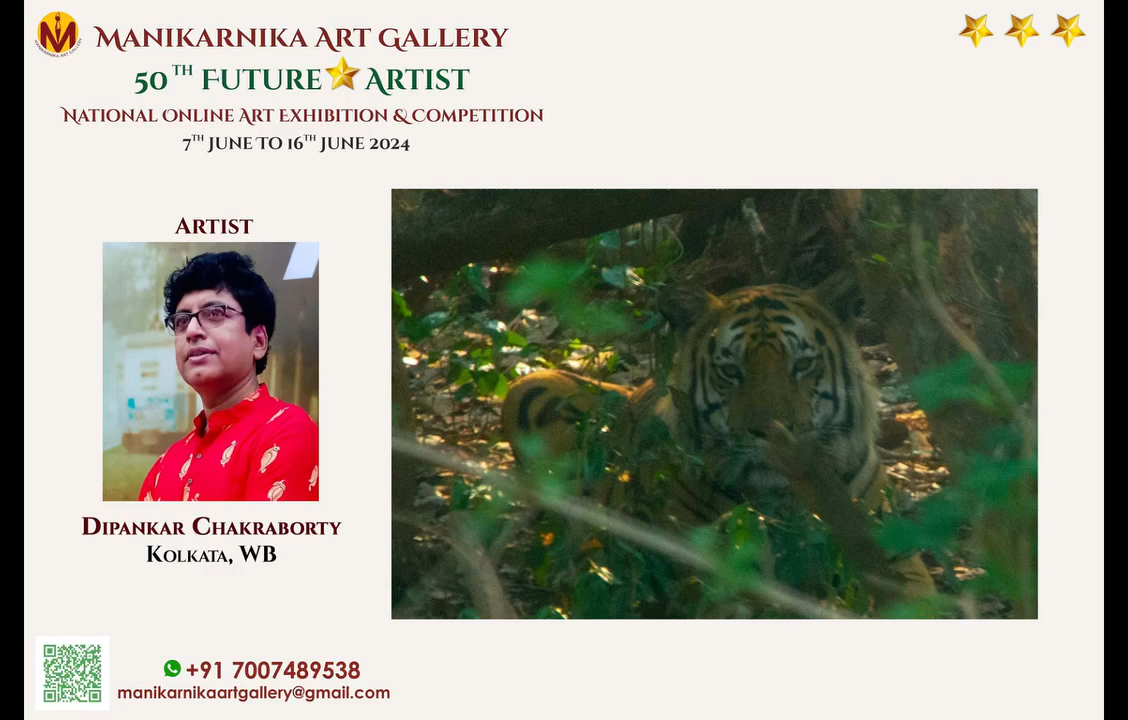 Manikarnika Art Gallery
50TH Future Artist
National Online Art Exhibition & Competition
7TH June to 16TH June 2024
Artist
Dipankar Chakraborty
Kolkata, WB
+91 7007489538
manikarnikaartgallery@gmail.com